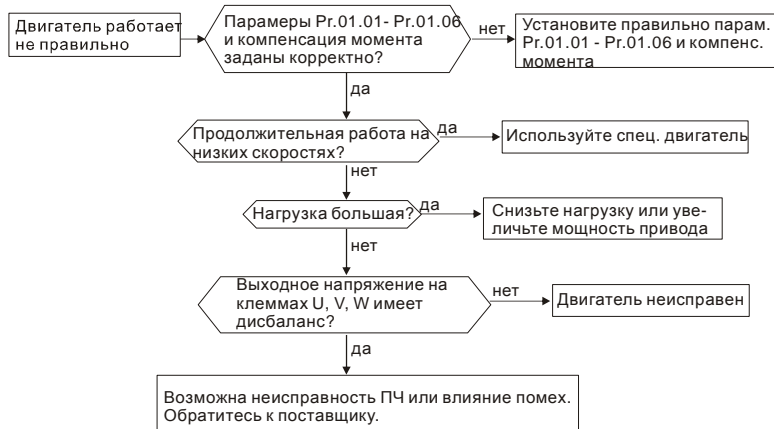 Двигатель работает
не правильно
Парамеры Pr.01.01- Pr.01.06
и компенсация момента
заданы корректно?
нет
Установите правильно парам.
Pr.01.01 - Pr.01.06 и компенс.
момента
да
Продолжительная работа на
низких скоростях?
да
Используйте спец. двигатель
нет
Нагрузка большая?
да
Снизьте нагрузку или уве-
личьте мощность привода
нет
Выходное напряжение на
клеммах U, V, W имеет
дисбаланс?
нет
Двигатель неисправен
да
Возможна неисправность ПЧ или влияние помех.
Обратитесь к поставщику.